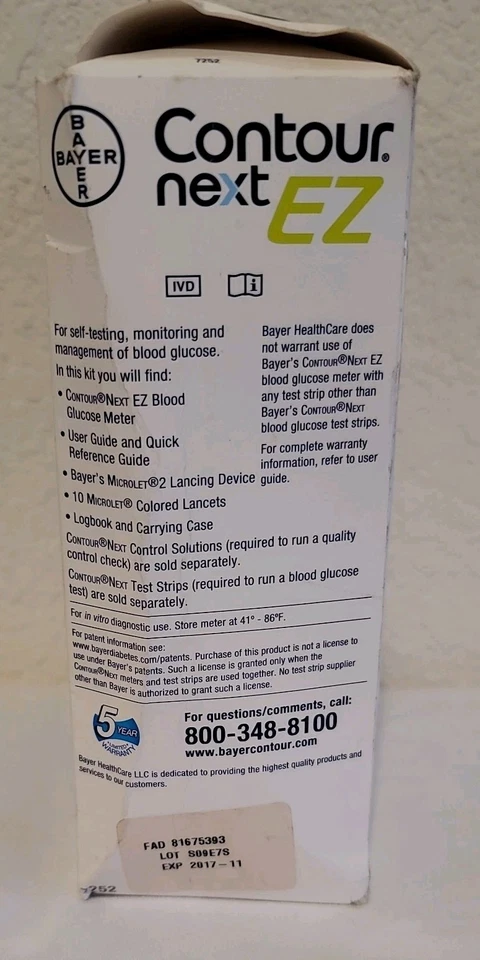 7252
BAYER
BAYER
Contour®
next EZ
IVD
i
For self-testing, monitoring and
management of blood glucose.
In this kit you will find:
• CONTOUR®NEXT EZ Blood
Glucose Meter
• User Guide and Quick
Reference Guide
• Bayer's MICROLET®2 Lancing Device
• 10 MICROLET® Colored Lancets
• Logbook and Carrying Case
Bayer HealthCare does
not warrant use of
Bayer's CONTOUR®NEXT EZ
blood glucose meter with
any test strip other than
Bayer's CONTOUR®NEXT
blood glucose test strips.
For complete warranty
information, refer to user
guide.
CONTOUR®NEXT Control Solutions (required to run a quality
control check) are sold separately.
CONTOUR®NEXT Test Strips (required to run a blood glucose
test) are sold separately.
For in vitro diagnostic use. Store meter at 41° - 86°F.
For patent information see:
www.bayerdiabetes.com/patents. Purchase of this product is not a license to
use under Bayer's patents. Such a license is granted only when the
CONTOUR®NEXT meters and test strips are used together. No test strip supplier
other than Bayer is authorized to grant such a license.
5 YEAR
LIMITED
WARRANTY
For questions/comments, call:
800-348-8100
www.bayercontour.com
Bayer HealthCare LLC is dedicated to providing the highest quality products and
services to our customers.
FAD 81675393
LOT S09E7S
EXP 2017-11
7252